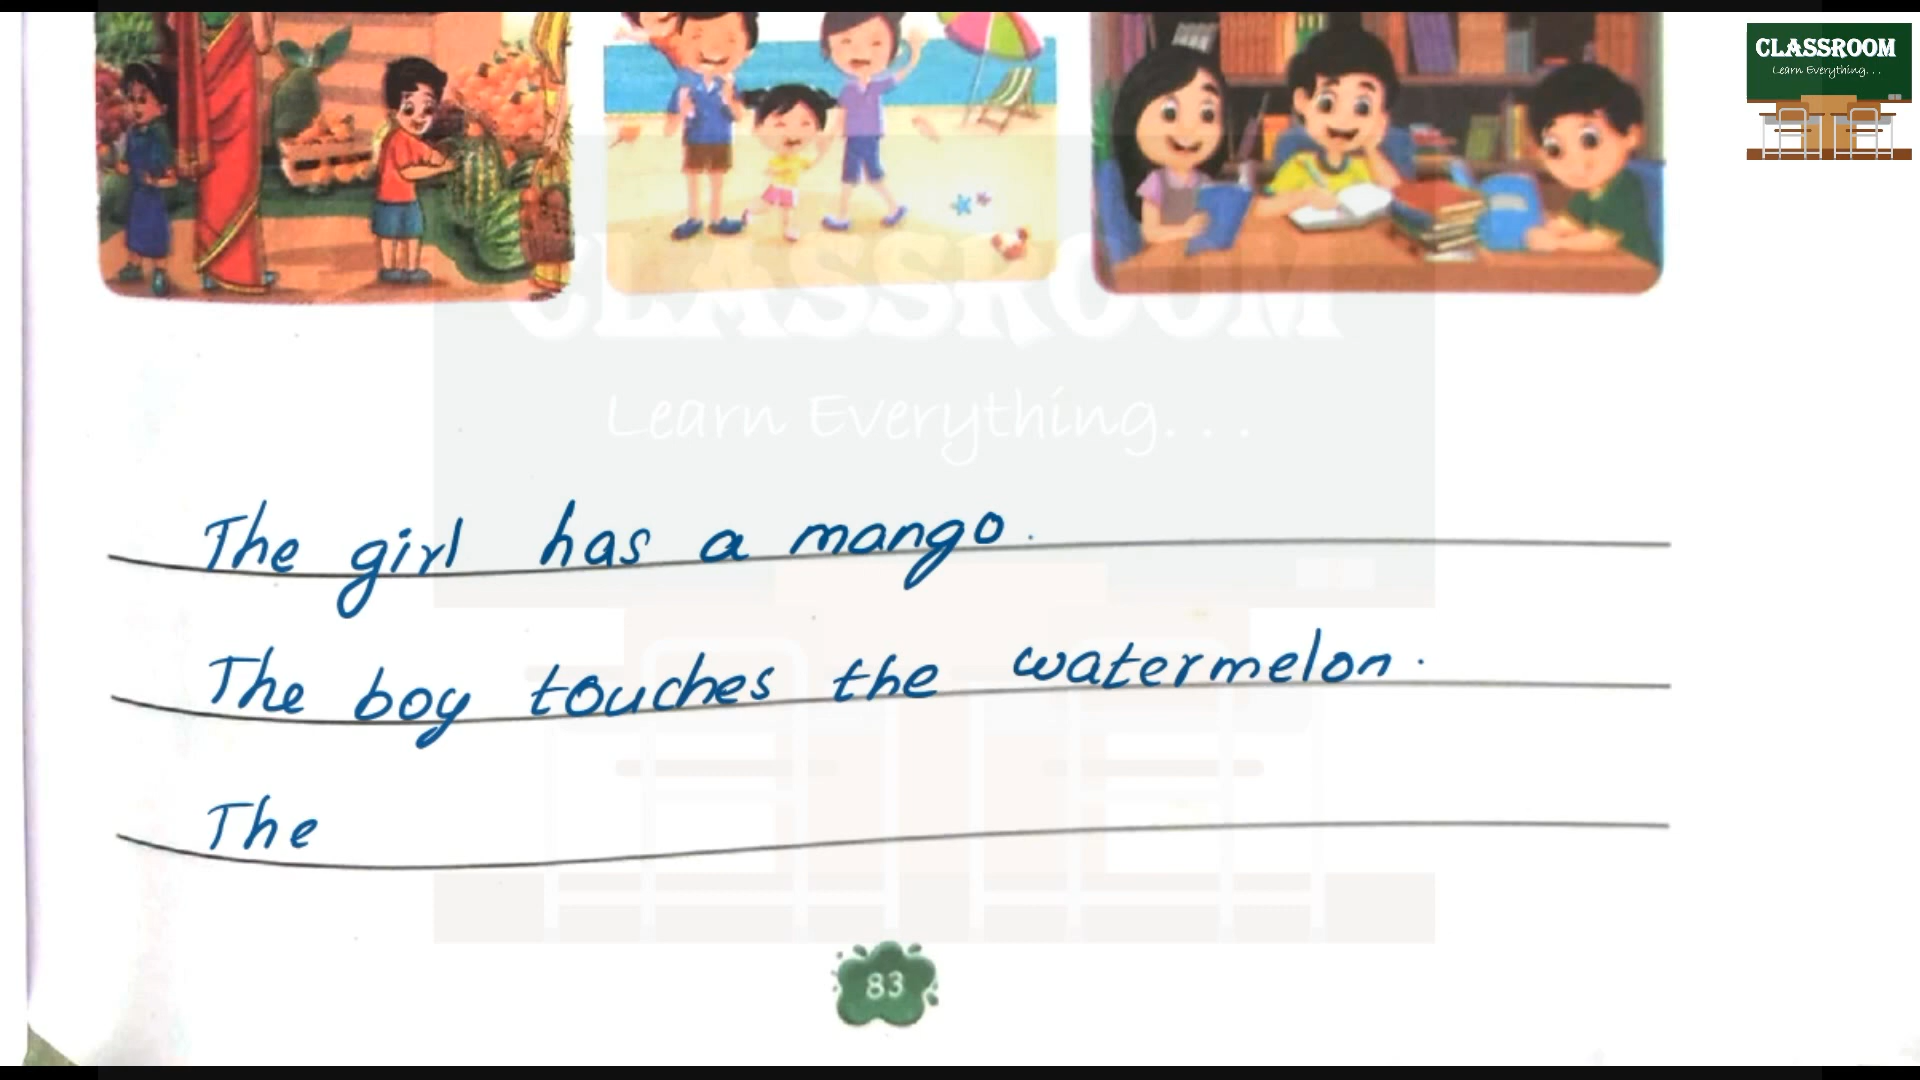 CLASSROOM
Learn Everything...
CLASSROOM
Learn Everything...
The girl has a mango.
The boy touches the watermelon.
The
83